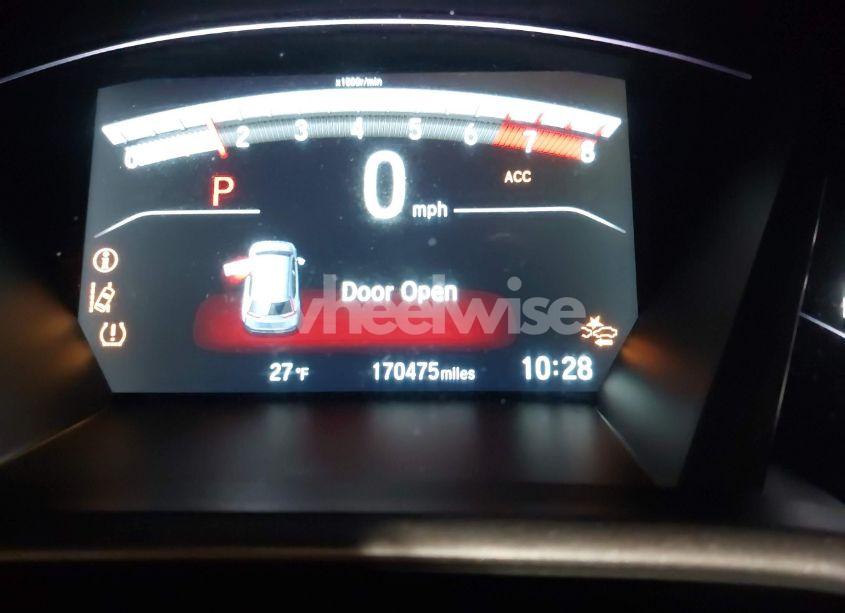 x1000r/min
0 2 3 4 5 6 7 8
P 0 mph ACC
Door Open
wheelwise
27°F 170475miles 10:28